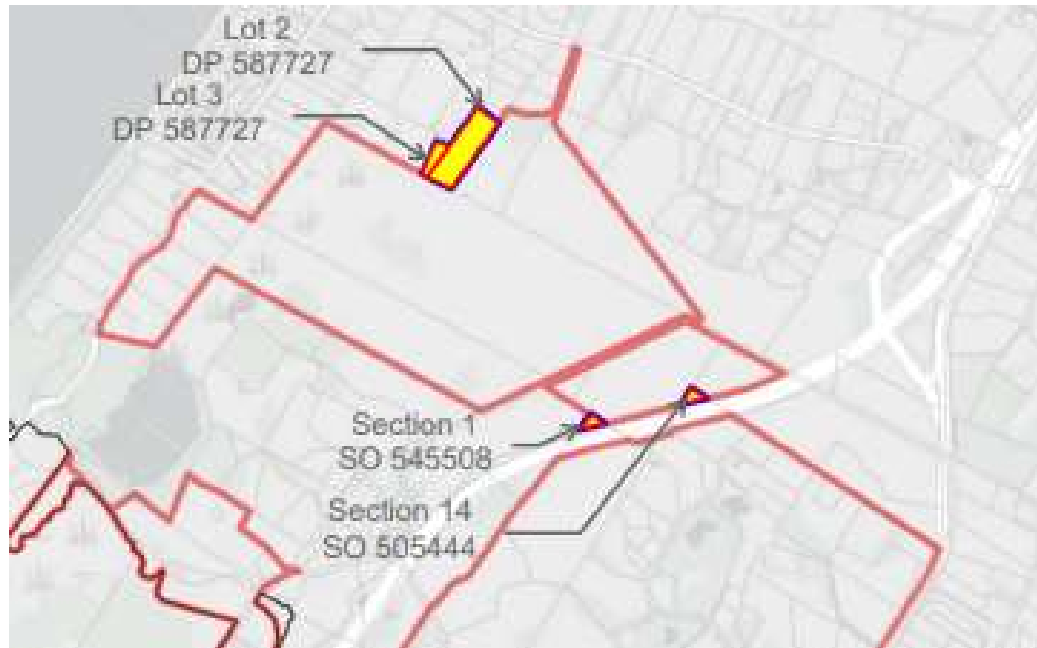 Lot 2
DP 587727
Lot 3
DP 587727
Section 1
SO 545508
Section 14
SO 505444